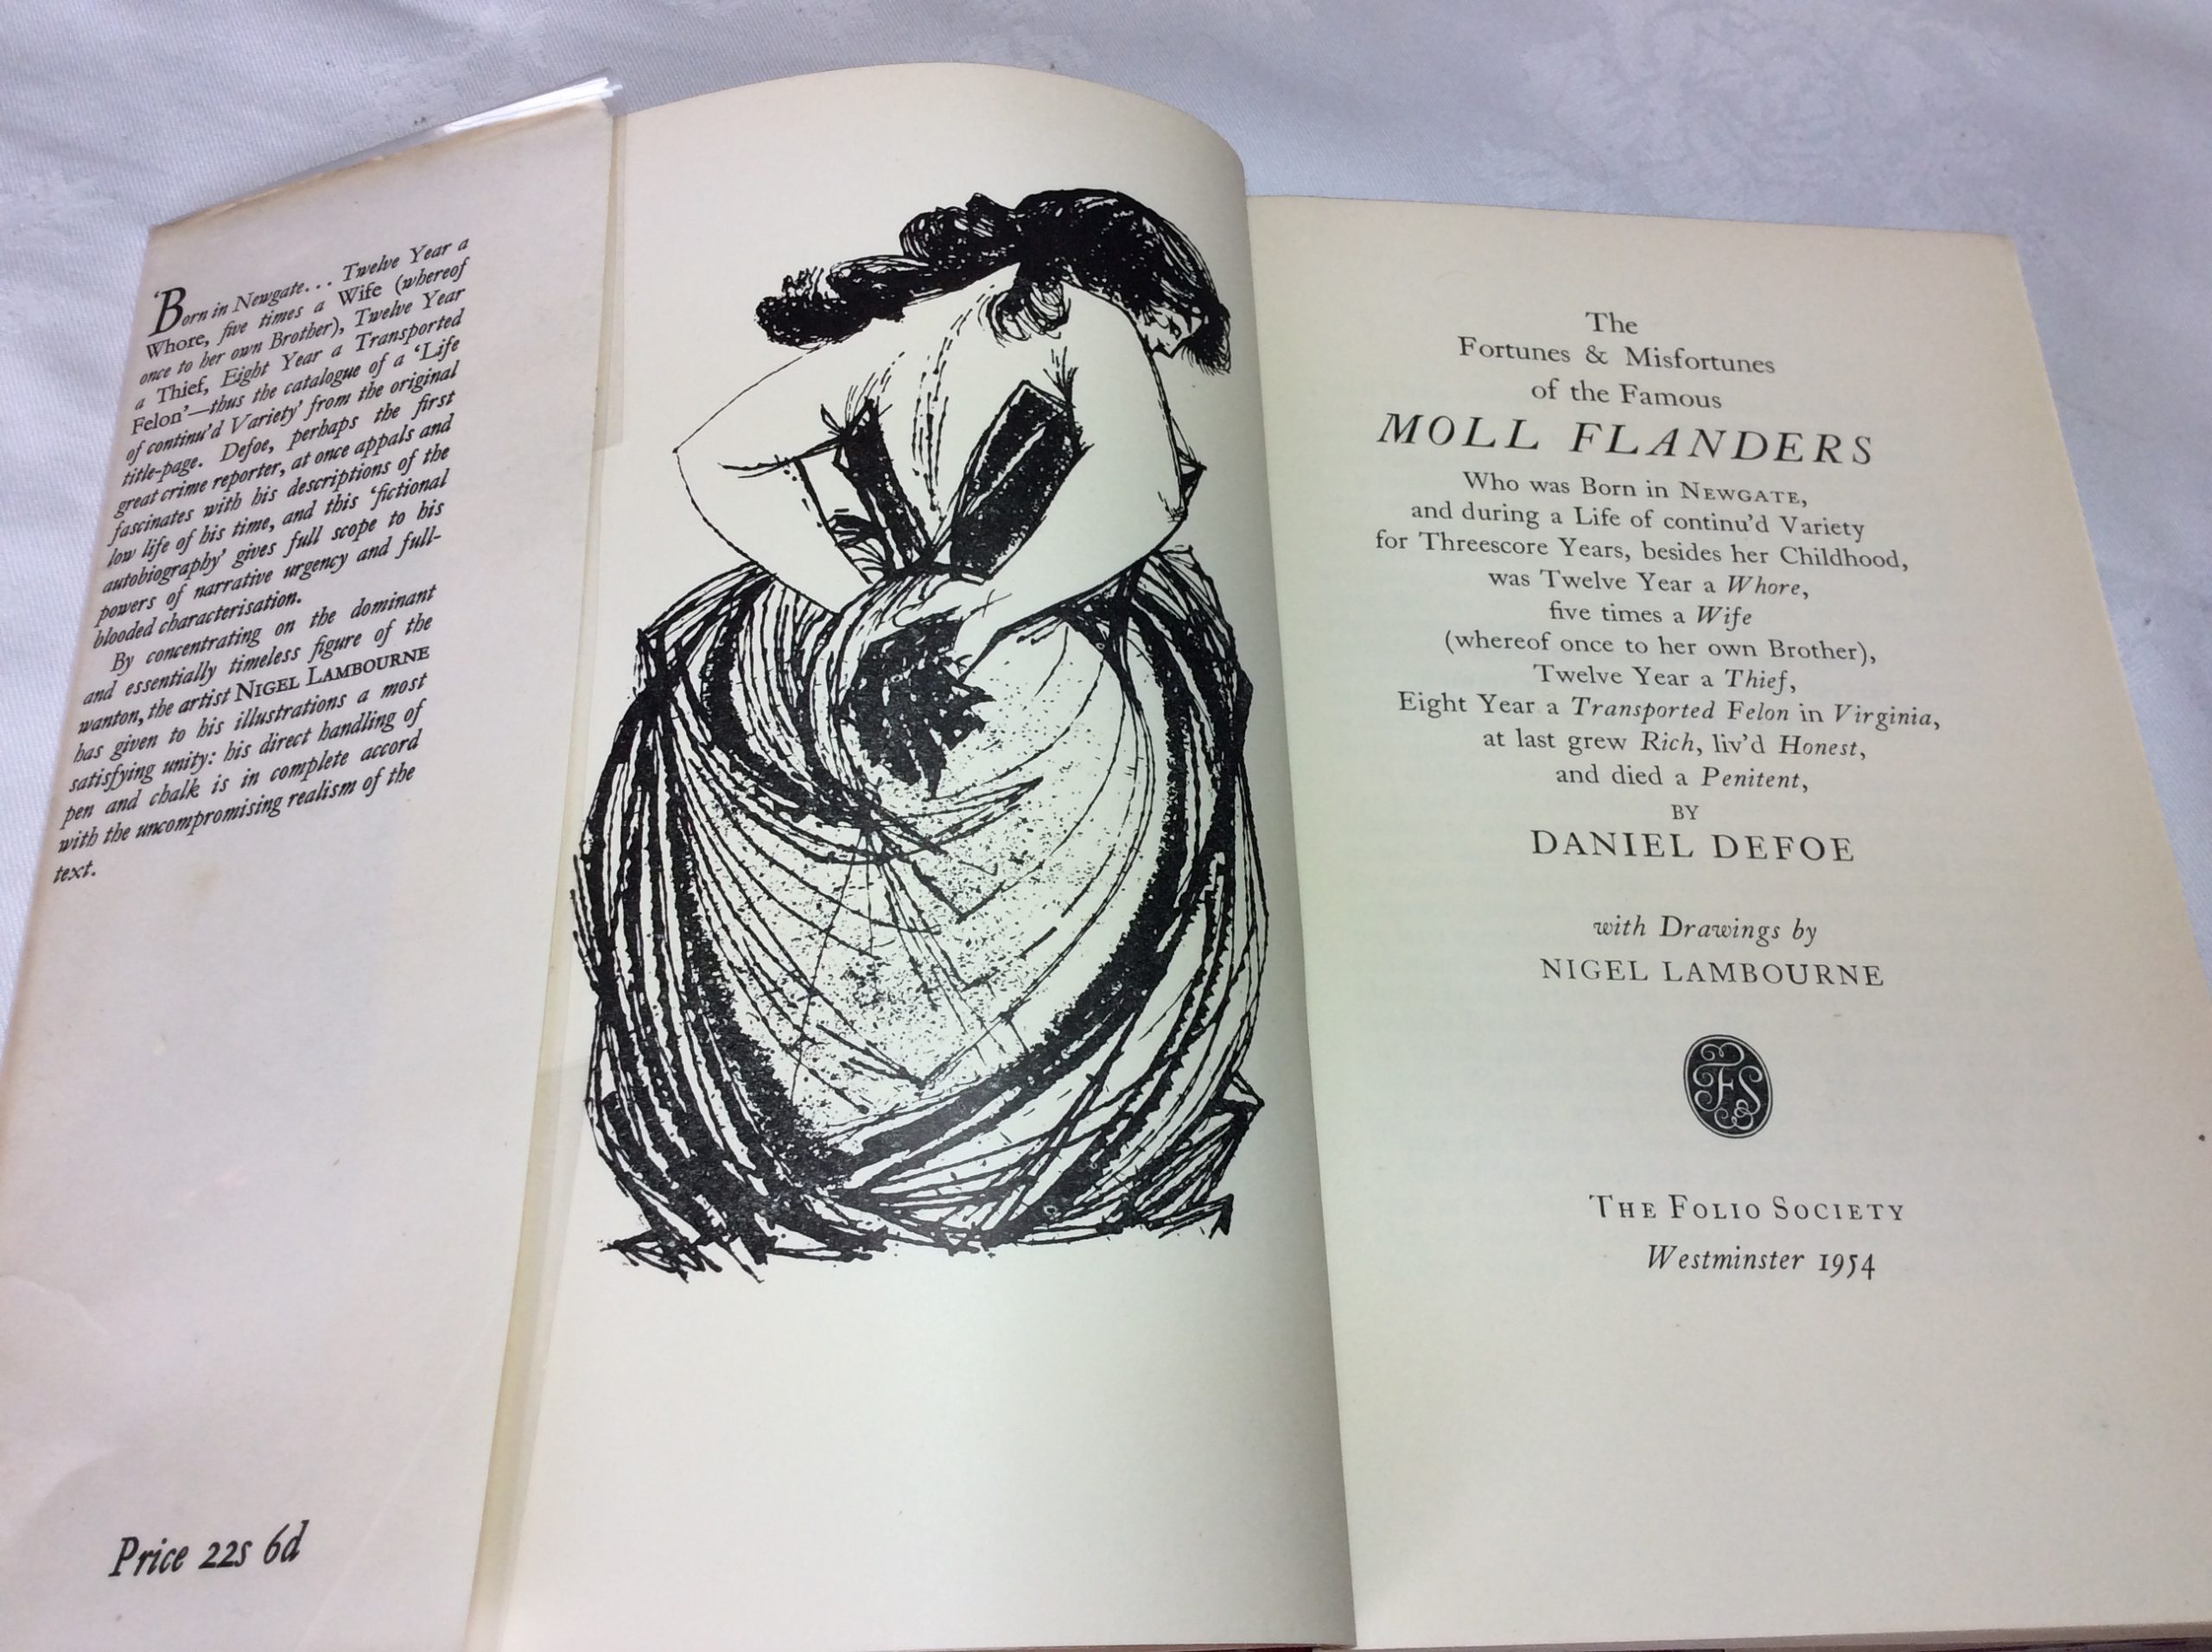 'Born in Newgate... Twelve Year a
Whore, five times a Wife (whereof
once to her own Brother), Twelve Year
a Thief, Eight Year a Transported
Felon'—thus the catalogue of a 'Life
of continu'd Variety' from the original
title-page. Defoe, perhaps the first
great crime reporter, at once appals and
fascinates with his descriptions of the
low life of his time, and this 'fictional
autobiography' gives full scope to his
powers of narrative urgency and full-
blooded characterisation.
By concentrating on the dominant
and essentially timeless figure of the
wanton, the artist NIGEL LAMBOURNE
has given to his illustrations a most
satisfying unity: his direct handling of
pen and chalk is in complete accord
with the uncompromising realism of the
text.
Price 22s 6d
The
Fortunes & Misfortunes
of the Famous
MOLL FLANDERS
Who was Born in NEWGATE,
and during a Life of continu'd Variety
for Threescore Years, besides her Childhood,
was Twelve Year a Whore,
five times a Wife
(whereof once to her own Brother),
Twelve Year a Thief,
Eight Year a Transported Felon in Virginia,
at last grew Rich, liv'd Honest,
and died a Penitent,
BY
DANIEL DEFOE
with Drawings by
NIGEL LAMBOURNE
FS
THE FOLIO SOCIETY
Westminster 1954